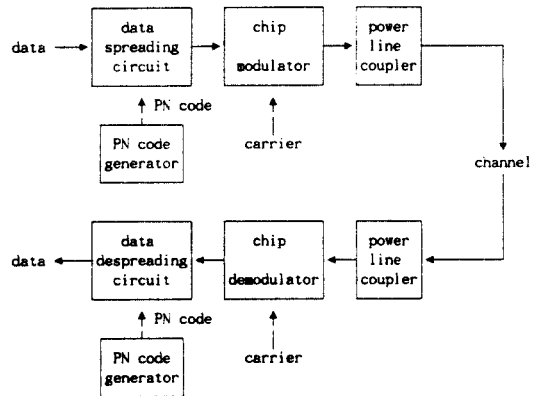 data
data
spreading
circuit
chip
modulator
power
line
coupler
PN code
PN code
generator
carrier
channel
data
data
despreading
circuit
chip
demodulator
power
line
coupler
PN code
PN code
generator
carrier